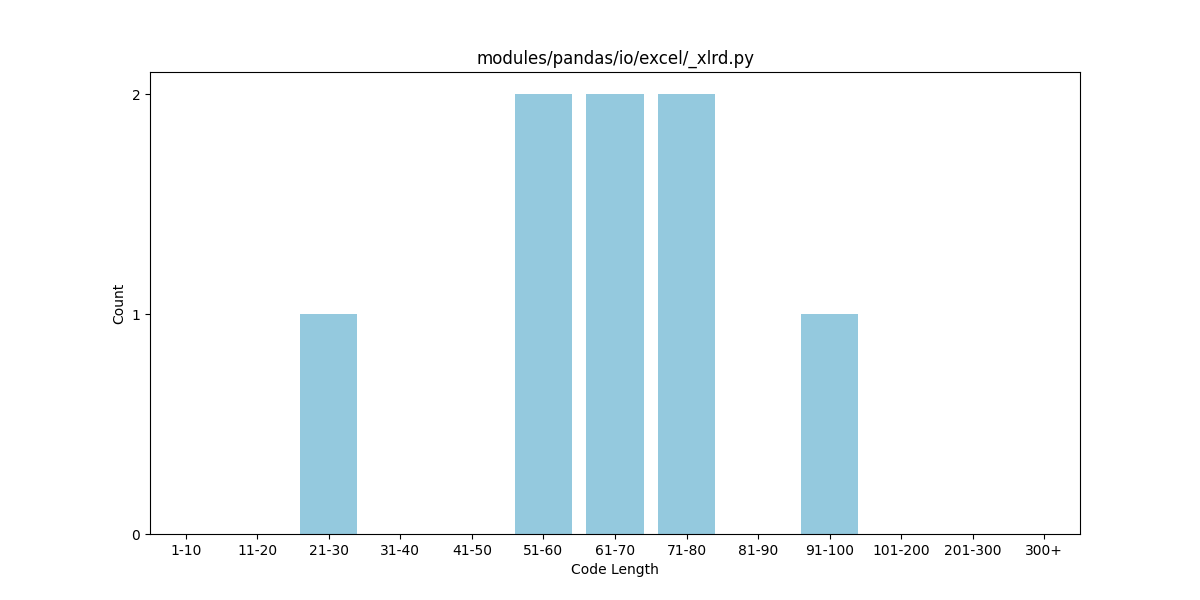 modules/pandas/io/excel/_xlrd.py
2
1
0
Count
1-10 11-20 21-30 31-40 41-50 51-60 61-70 71-80 81-90 91-100 101-200 201-300 300+
Code Length